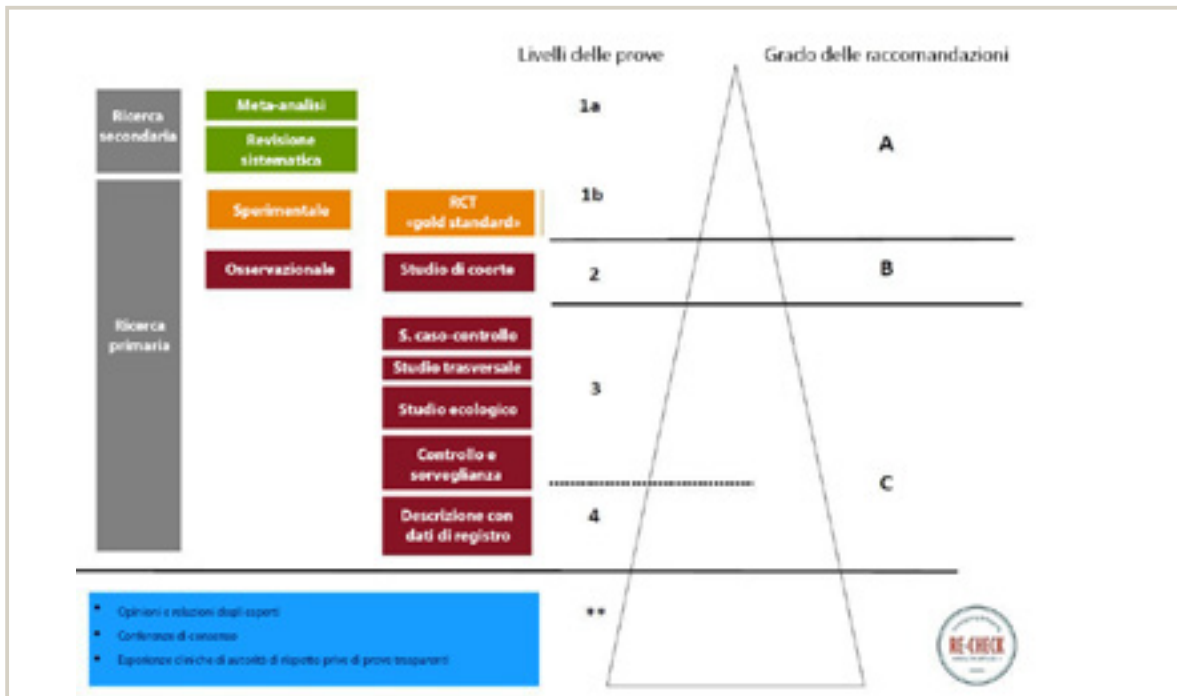 Livelli delle prove
Grado delle raccomandazioni
Ricerca
secondaria
Meta-analisi
Revisione
sistematica
1a
A
Ricerca
primaria
Sperimentale
RCT
«gold standard»
1b
Osservazionale
Studio di coorte
2
B
S. caso-controllo
Studio trasversale
Studio ecologico
Controllo e
sorveglianza
3
Descrizione con
dati di registro
4
C
Opinioni e relazioni degli esperti
Conferenze di consenso
Esperienze cliniche di autorità di rispetto prive di prove trasparenti
**
RE-CHECK